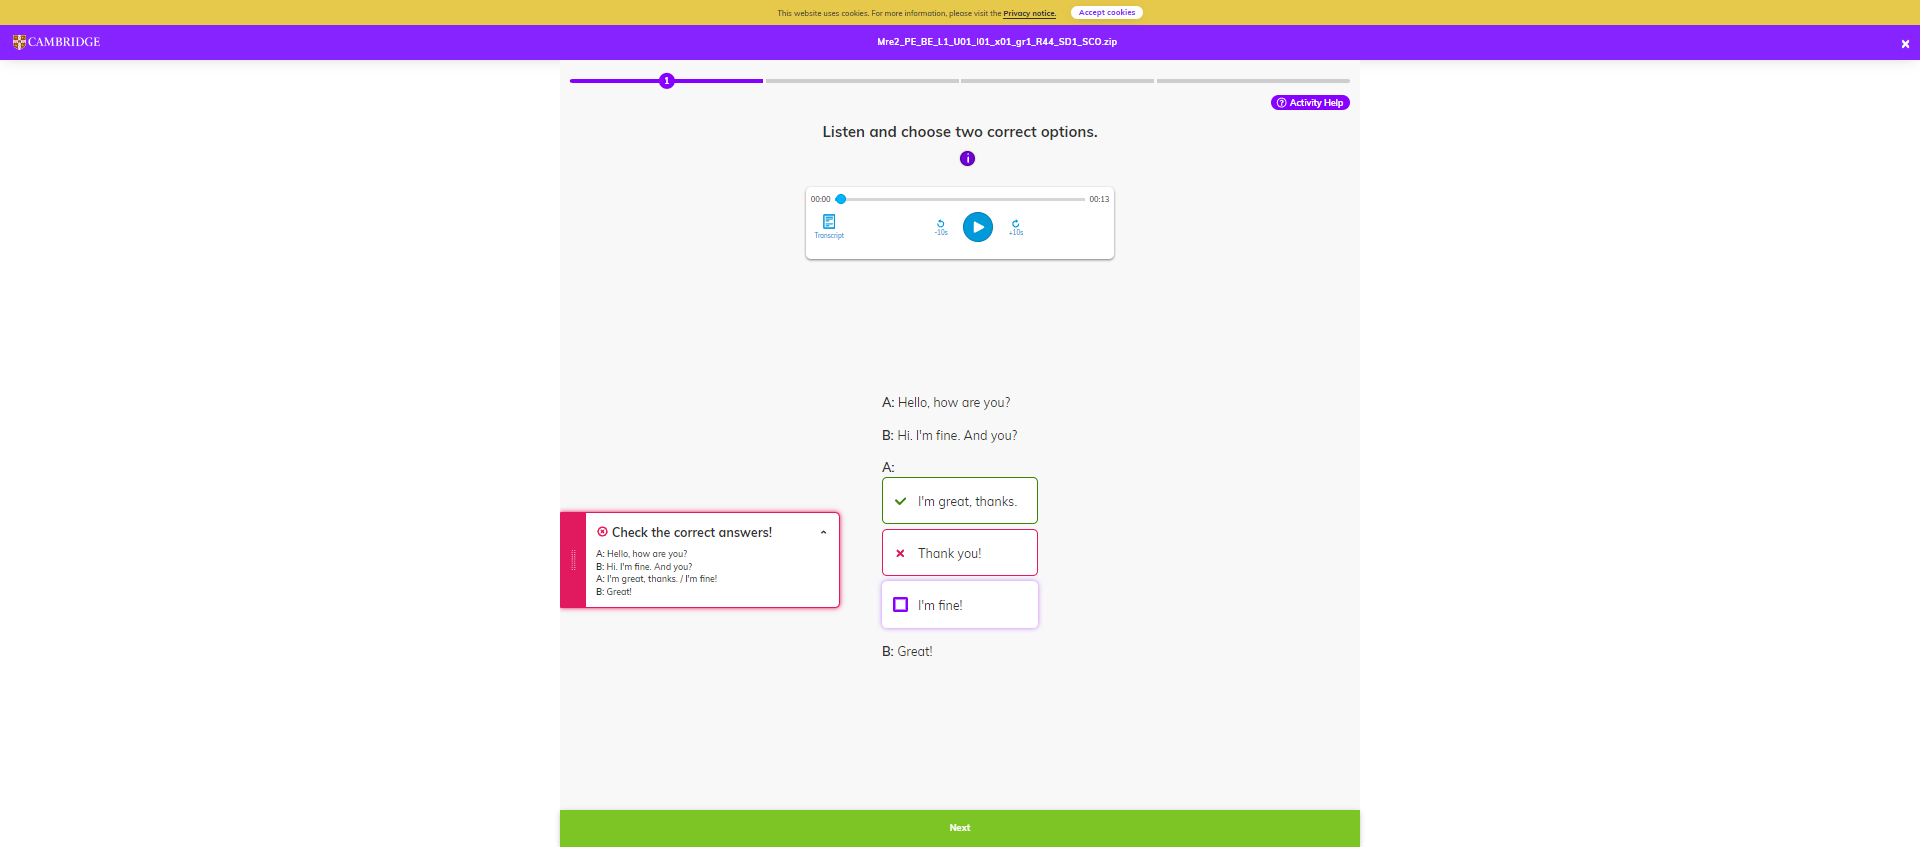 This website uses cookies. For more information, please visit the Privacy notice. Accept cookies
CAMBRIDGE
Mre2_PE_BE_L1_U01_l01_x01_gr1_R44_SD1_SCO.zip
1
Activity Help
Listen and choose two correct options.
00:00
00:13
Transcript
-10s
+10s
A: Hello, how are you?
B: Hi. I'm fine. And you?
A:
I'm great, thanks.
Thank you!
I'm fine!
B: Great!
Check the correct answers!
A: Hello, how are you?
B: Hi. I'm fine. And you?
A: I'm great, thanks. / I'm fine!
B: Great!
Next